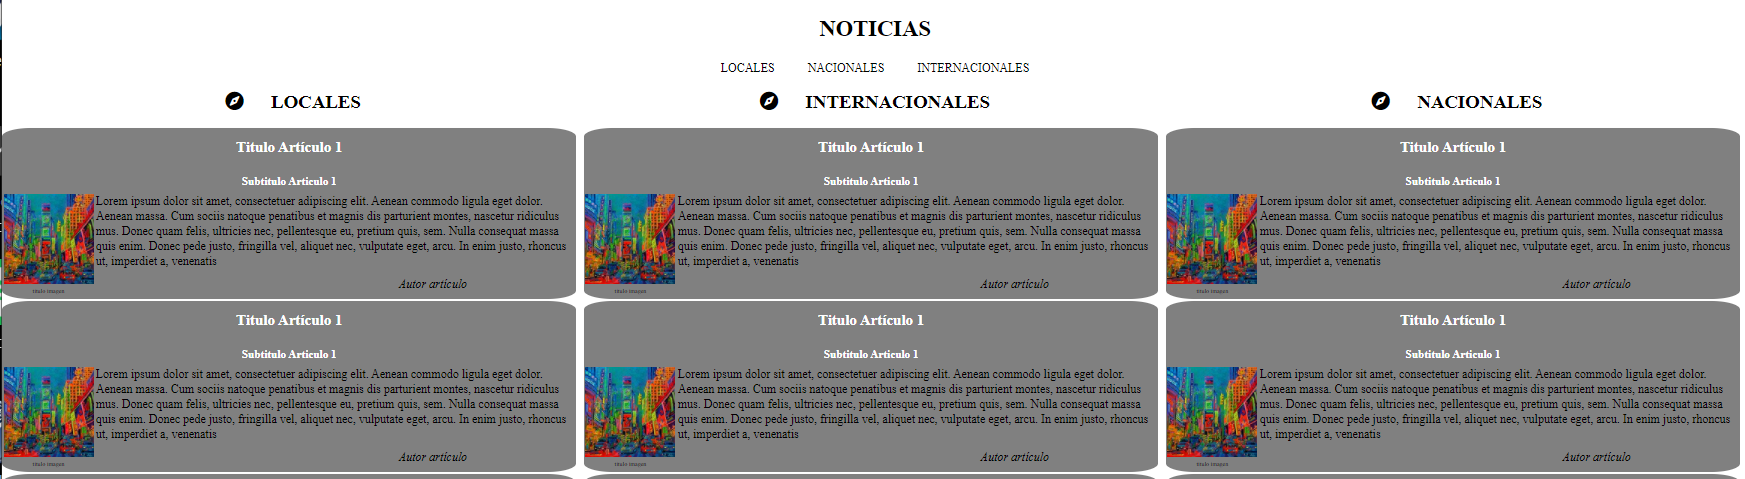 NOTICIAS
LOCALES NACIONALES INTERNACIONALES
LOCALES
Titulo Artículo 1
Subtitulo Articulo 1
Lorem ipsum dolor sit amet, consectetuer adipiscing elit. Aenean commodo ligula eget dolor.
Aenean massa. Cum sociis natoque penatibus et magnis dis parturient montes, nascetur ridiculus
mus. Donec quam felis, ultricies nec, pellentesque eu, pretium quis, sem. Nulla consequat massa
quis enim. Donec pede justo, fringilla vel, aliquet nec, vulputate eget, arcu. In enim justo, rhoncus
ut, imperdiet a, venenatis
Autor artículo
titulo imagen
Titulo Artículo 1
Subtitulo Articulo 1
Lorem ipsum dolor sit amet, consectetuer adipiscing elit. Aenean commodo ligula eget dolor.
Aenean massa. Cum sociis natoque penatibus et magnis dis parturient montes, nascetur ridiculus
mus. Donec quam felis, ultricies nec, pellentesque eu, pretium quis, sem. Nulla consequat massa
quis enim. Donec pede justo, fringilla vel, aliquet nec, vulputate eget, arcu. In enim justo, rhoncus
ut, imperdiet a, venenatis
Autor artículo
titulo imagen
INTERNACIONALES
Titulo Artículo 1
Subtitulo Articulo 1
Lorem ipsum dolor sit amet, consectetuer adipiscing elit. Aenean commodo ligula eget dolor.
Aenean massa. Cum sociis natoque penatibus et magnis dis parturient montes, nascetur ridiculus
mus. Donec quam felis, ultricies nec, pellentesque eu, pretium quis, sem. Nulla consequat massa
quis enim. Donec pede justo, fringilla vel, aliquet nec, vulputate eget, arcu. In enim justo, rhoncus
ut, imperdiet a, venenatis
Autor artículo
titulo imagen
Titulo Artículo 1
Subtitulo Articulo 1
Lorem ipsum dolor sit amet, consectetuer adipiscing elit. Aenean commodo ligula eget dolor.
Aenean massa. Cum sociis natoque penatibus et magnis dis parturient montes, nascetur ridiculus
mus. Donec quam felis, ultricies nec, pellentesque eu, pretium quis, sem. Nulla consequat massa
quis enim. Donec pede justo, fringilla vel, aliquet nec, vulputate eget, arcu. In enim justo, rhoncus
ut, imperdiet a, venenatis
Autor artículo
titulo imagen
NACIONALES
Titulo Artículo 1
Subtitulo Articulo 1
Lorem ipsum dolor sit amet, consectetuer adipiscing elit. Aenean commodo ligula eget dolor.
Aenean massa. Cum sociis natoque penatibus et magnis dis parturient montes, nascetur ridiculus
mus. Donec quam felis, ultricies nec, pellentesque eu, pretium quis, sem. Nulla consequat massa
quis enim. Donec pede justo, fringilla vel, aliquet nec, vulputate eget, arcu. In enim justo, rhoncus
ut, imperdiet a, venenatis
Autor artículo
titulo imagen
Titulo Artículo 1
Subtitulo Articulo 1
Lorem ipsum dolor sit amet, consectetuer adipiscing elit. Aenean commodo ligula eget dolor.
Aenean massa. Cum sociis natoque penatibus et magnis dis parturient montes, nascetur ridiculus
mus. Donec quam felis, ultricies nec, pellentesque eu, pretium quis, sem. Nulla consequat massa
quis enim. Donec pede justo, fringilla vel, aliquet nec, vulputate eget, arcu. In enim justo, rhoncus
ut, imperdiet a, venenatis
Autor artículo
titulo imagen